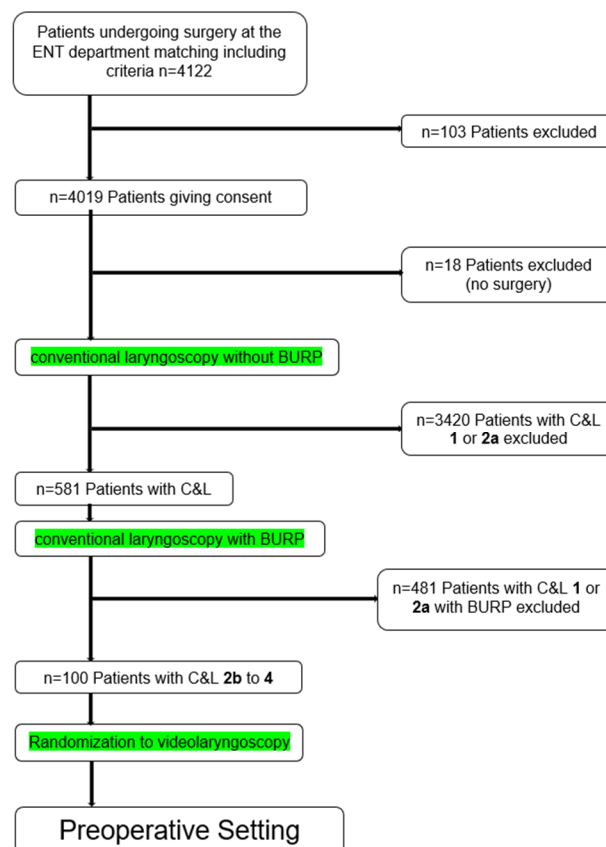 Patients undergoing surgery at the
ENT department matching including
criteria n=4122
n=103 Patients excluded
n=4019 Patients giving consent
n=18 Patients excluded
(no surgery)
conventional laryngoscopy without BURP
n=3420 Patients with C&L
1 or 2a excluded
n=581 Patients with C&L
conventional laryngoscopy with BURP
n=481 Patients with C&L 1 or
2a with BURP excluded
n=100 Patients with C&L 2b to 4
Randomization to videolaryngoscopy
Preoperative Setting